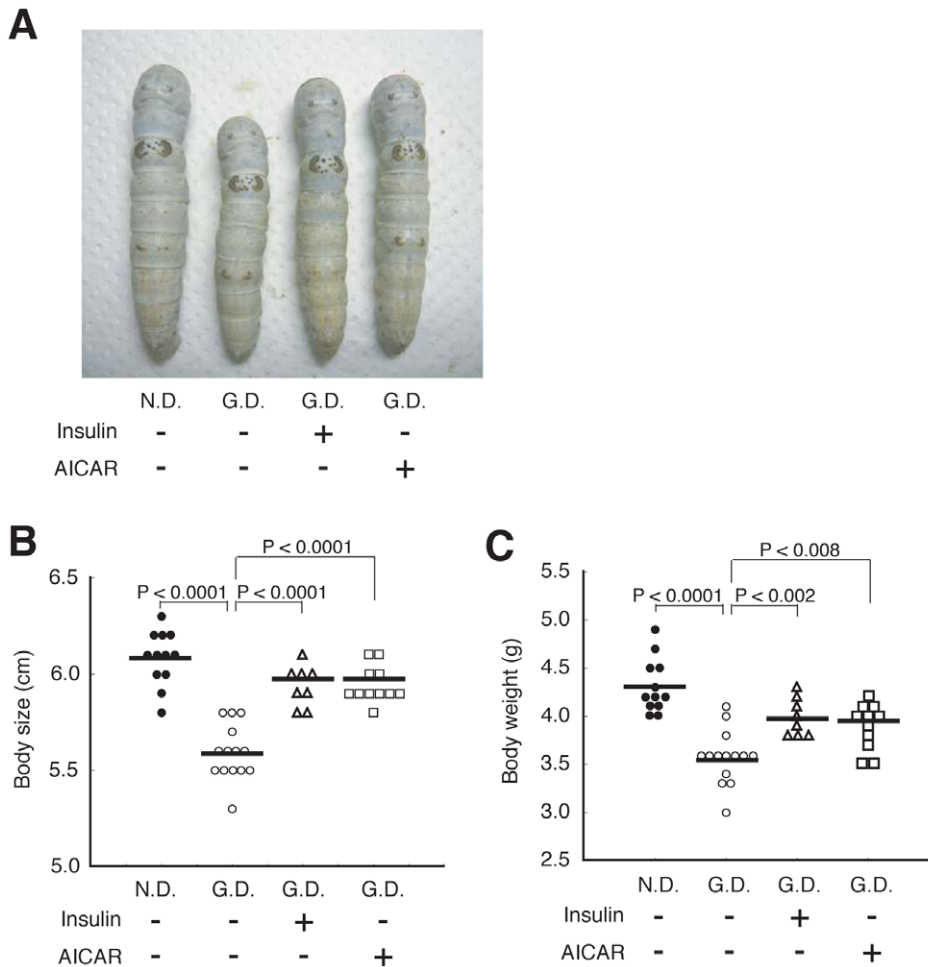 A
N.D. G.D. G.D. G.D.
Insulin - - + -
AICAR - - - +
B
P < 0.0001
P < 0.0001 P < 0.0001
6.5
6.0
5.5
5.0
Body size (cm)
N.D. G.D. G.D. G.D.
Insulin - - + -
AICAR - - - +
C
P < 0.008
P < 0.0001 P < 0.002
5.5
5.0
4.5
4.0
3.5
3.0
2.5
Body weight (g)
N.D. G.D. G.D. G.D.
Insulin - - + -
AICAR - - - +